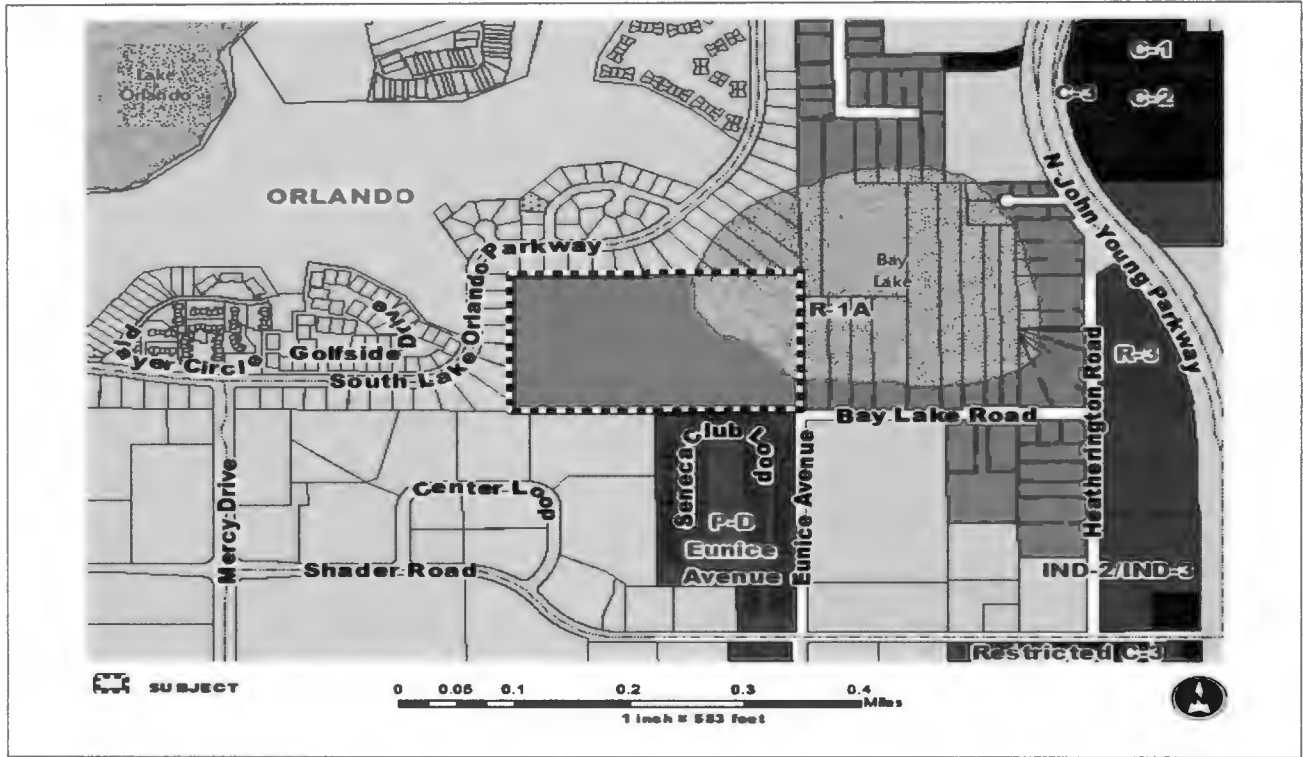 Lake
Orlando
C-1
C-3
C-2
N John Young Parkway
ORLANDO
South Lake Orlando Parkway
Bay
Lake
R-1A
Golfside
Drive
yer Circle
R-3
Bay Lake Road
Seneca Club Loop
Mercy Drive
Center Loop
Eunice Avenue
Heatherington Road
P-D
Eunice
Avenue
Shader Road
IND-2/IND-3
Restricted C-3
SUBJECT
0 0.05 0.1 0.2 0.3 0.4
Miles
1 inch = 583 feet